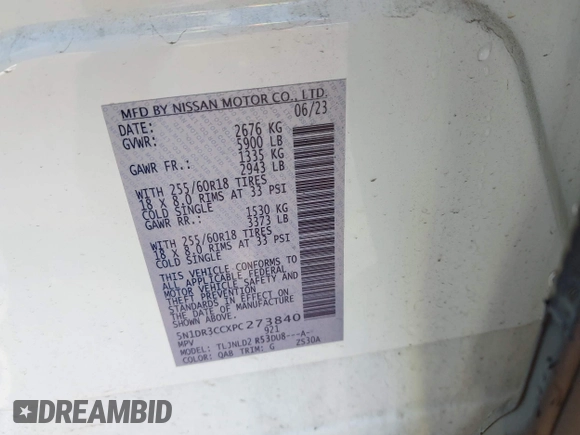 MFD BY NISSAN MOTOR CO., LTD.
DATE: 06/23
GVWR: 2676 KG
5900 LB
GAWR FR.: 1335 KG
2943 LB
WITH 255/60R18 TIRES
18 X 8.0 RIMS AT 33 PSI
COLD SINGLE
GAWR RR.: 1530 KG
3373 LB
WITH 255/60R18 TIRES
18 X 8.0 RIMS AT 33 PSI
COLD SINGLE
THIS VEHICLE CONFORMS TO
ALL APPLICABLE FEDERAL
MOTOR VEHICLE SAFETY AND
THEFT PREVENTION
STANDARDS IN EFFECT ON
THE DATE OF MANUFACTURE
5N1DR3CCXPC273840
MPV 921
MODEL: TLJNLD2 R53DU8---A-
COLOR: QAB TRIM: G ZS30A
DREAMBID